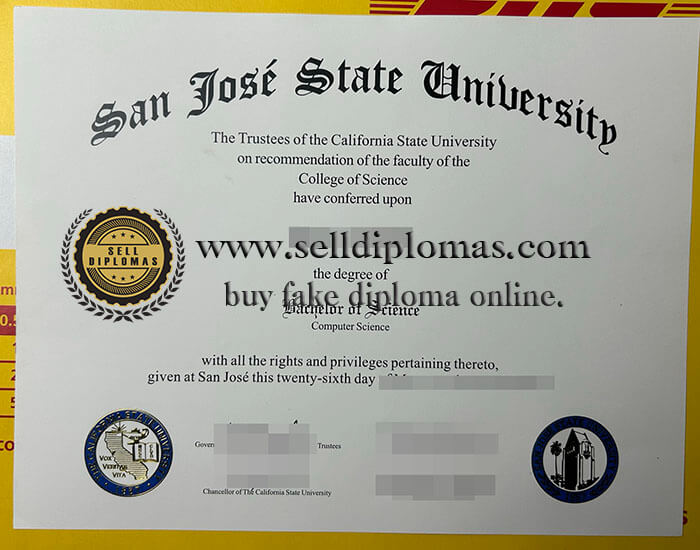 San José State University
The Trustees of the California State University
on recommendation of the faculty of the
College of Science
have conferred upon
SELL
DIPLOMAS
www.selldiplomas.com
the degree of
buy fake diploma online.
Bachelor of Science
Computer Science
with all the rights and privileges pertaining thereto,
given at San José this twenty-sixth day
Trustees
VOX
VERITAS
VITA
Chancellor of The California State University